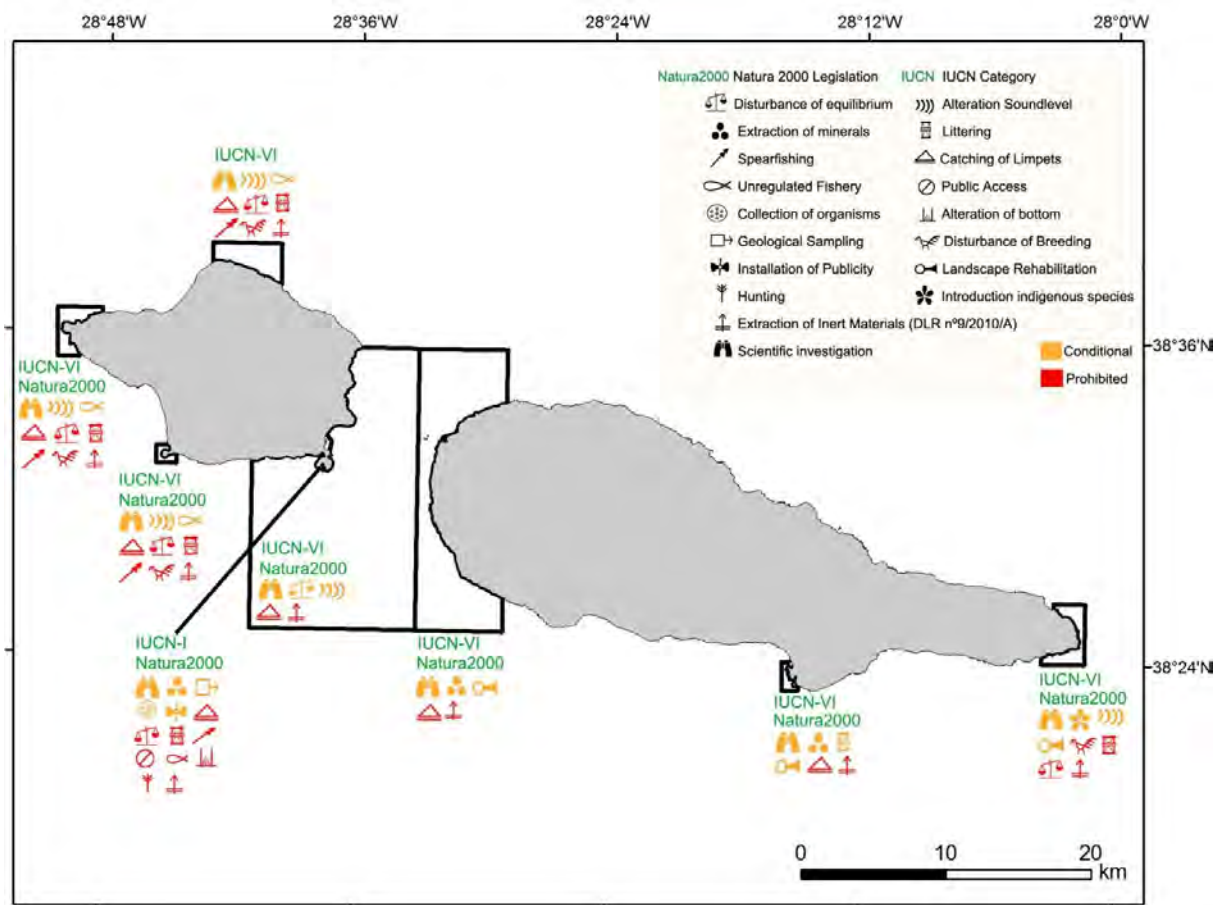 28°48'W 28°36'W 28°24'W 28°12'W 28°0'W
Natura2000 Natura 2000 Legislation IUCN IUCN Category
Disturbance of equilibrium Alteration Soundlevel
Extraction of minerals Littering
Spearfishing Catching of Limpets
Unregulated Fishery Public Access
Collection of organisms Alteration of bottom
Geological Sampling Disturbance of Breeding
Installation of Publicity Landscape Rehabilitation
Hunting Introduction indigenous species
Extraction of Inert Materials (DLR nº9/2010/A)
Scientific investigation
Conditional
Prohibited
38°36'N
38°24'N
IUCN-VI
IUCN-VI
Natura2000
IUCN-VI
Natura2000
IUCN-VI
Natura2000
IUCN-I
Natura2000
IUCN-VI
Natura2000
IUCN-VI
Natura2000
IUCN-VI
Natura2000
0 10 20
km